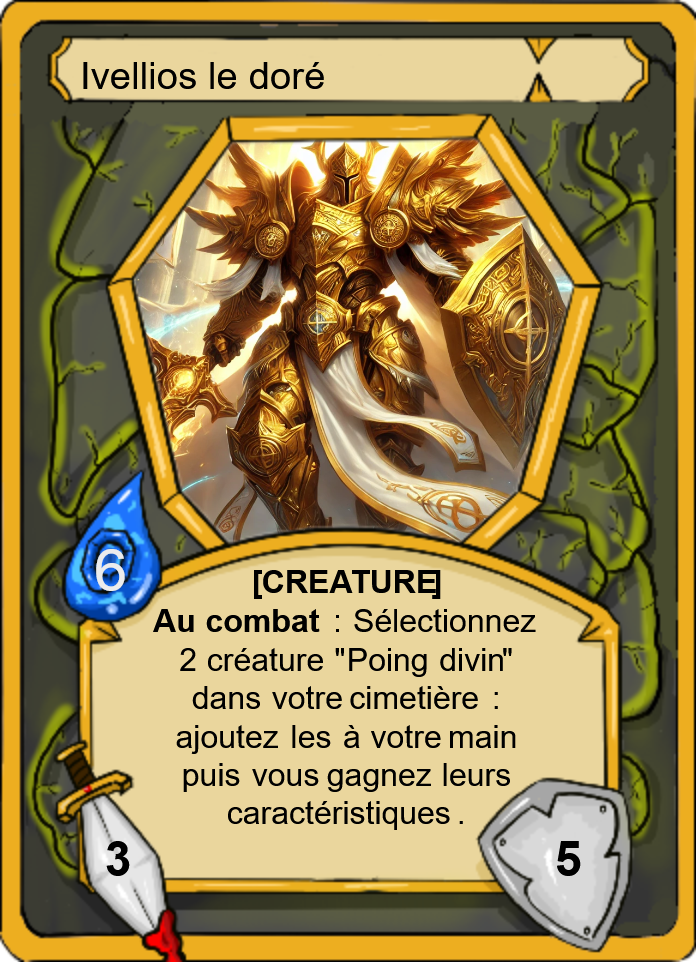 Ivellios le doré
6
[CREATURE]
Au combat : Sélectionnez
2 créature "Poing divin"
dans votre cimetière :
ajoutez les à votre main
puis vous gagnez leurs
caractéristiques .
3
5